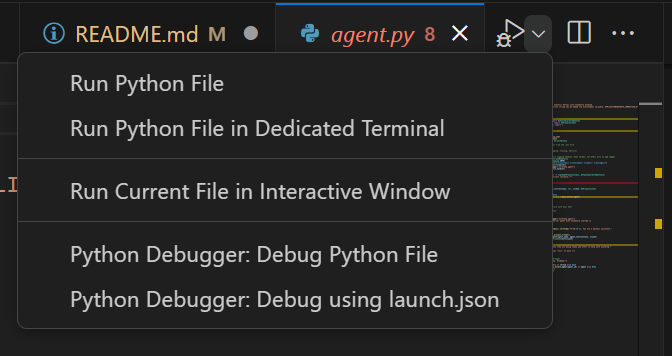 README.md M
agent.py 8
Run Python File
Run Python File in Dedicated Terminal
Run Current File in Interactive Window
Python Debugger: Debug Python File
Python Debugger: Debug using launch.json